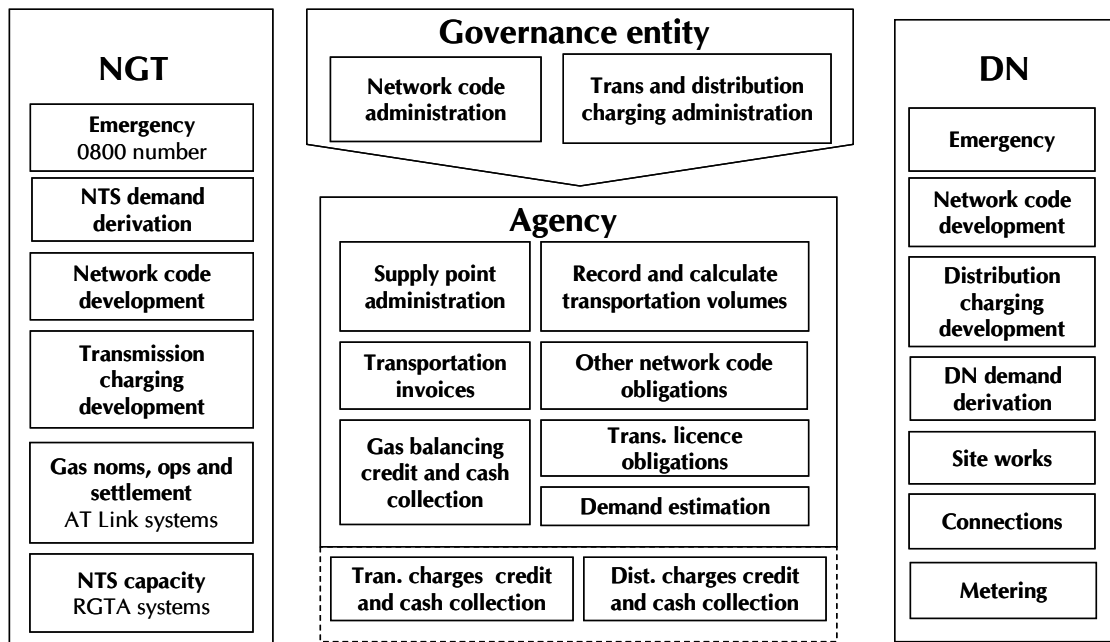 NGT
Emergency
0800 number
NTS demand
derivation
Network code
development
Transmission
charging
development
Gas noms, ops and
settlement
AT Link systems
NTS capacity
RGTA systems
Governance entity
Network code
administration
Trans and distribution
charging administration
Agency
Supply point
administration
Record and calculate
transportation volumes
Transportation
invoices
Other network code
obligations
Gas balancing
credit and cash
collection
Trans. licence
obligations
Demand estimation
Tran. charges credit
and cash collection
Dist. charges credit
and cash collection
DN
Emergency
Network code
development
Distribution
charging
development
DN demand
derivation
Site works
Connections
Metering